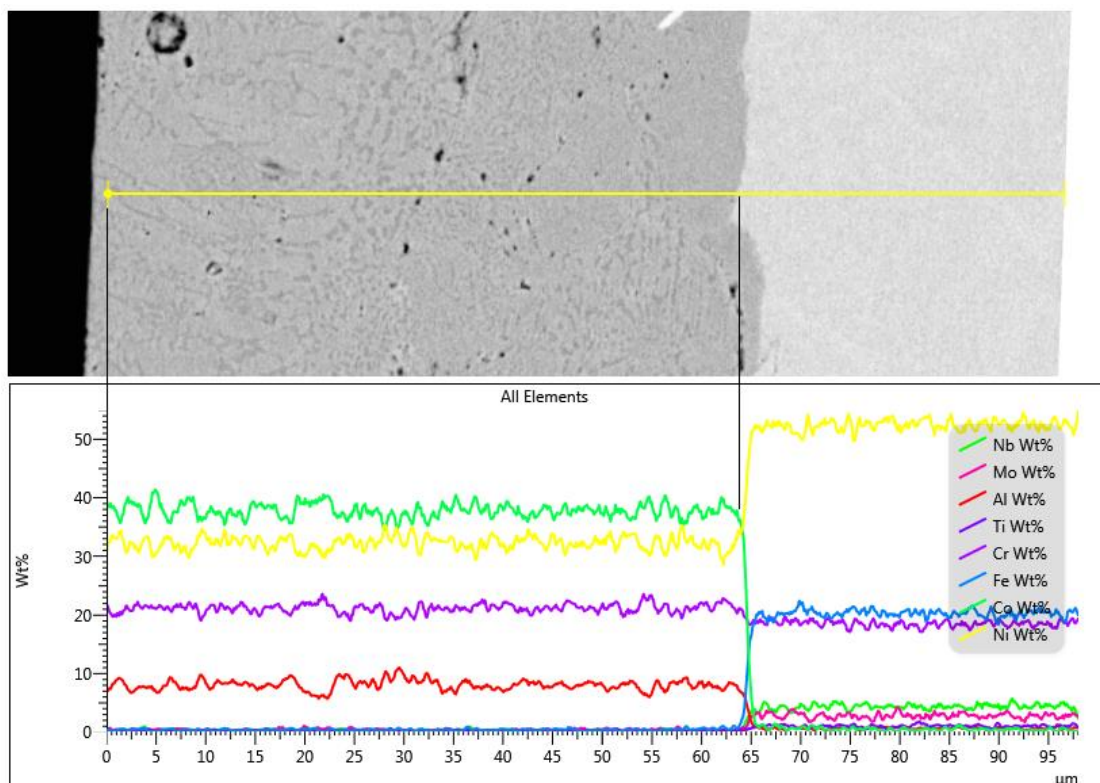 All Elements
50
40
30
20
10
0
Wt%
Nb Wt%
Mo Wt%
Al Wt%
Ti Wt%
Cr Wt%
Fe Wt%
Co Wt%
Ni Wt%
0 5 10 15 20 25 30 35 40 45 50 55 60 65 70 75 80 85 90 95
µm